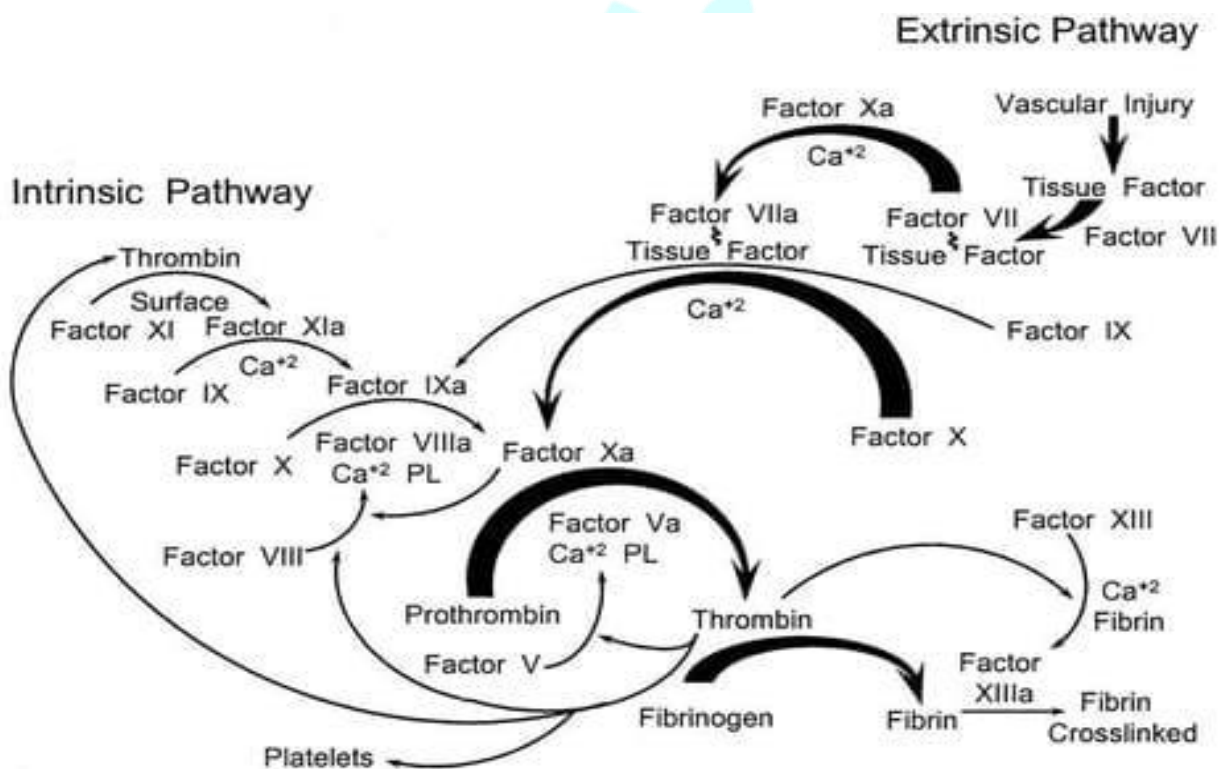 Extrinsic Pathway
Factor Xa
Vascular Injury
Ca+2
Intrinsic Pathway
Tissue Factor
Factor VIIa
Factor VII
Factor VII
Tissue Factor
Tissue Factor
Thrombin
Surface
Ca+2
Factor XI
Factor XIa
Factor IX
Ca+2
Factor IX
Factor IXa
Factor X
Factor VIIIa
Factor X
Factor Xa
Ca+2 PL
Factor XIII
Factor Va
Factor VIII
Ca+2 PL
Ca+2
Prothrombin
Thrombin
Fibrin
Factor V
Factor
XIIIa
Fibrinogen
Fibrin
Fibrin
Crosslinked
Platelets